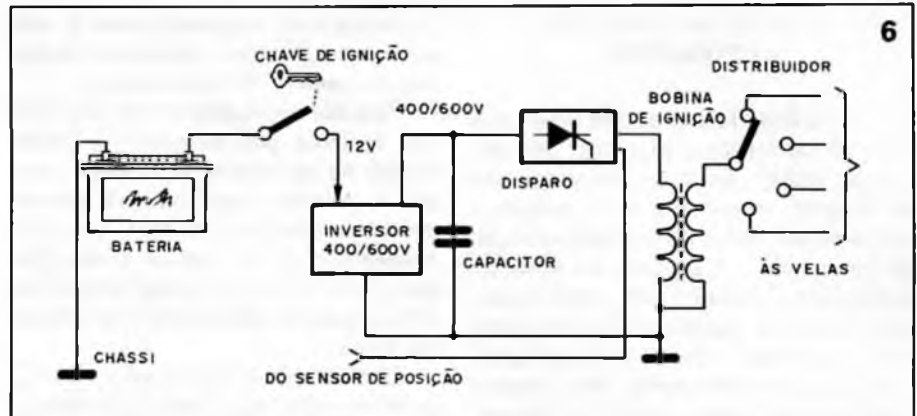 6
CHAVE DE IGNIÇÃO
DISTRIBUIDOR
400/600V
BOBINA
DE IGNIÇÃO
12V
DISPARO
INVERSOR
400/600V
CAPACITOR
BATERIA
ÀS VELAS
CHASSI
DO SENSOR DE POSIÇÃO